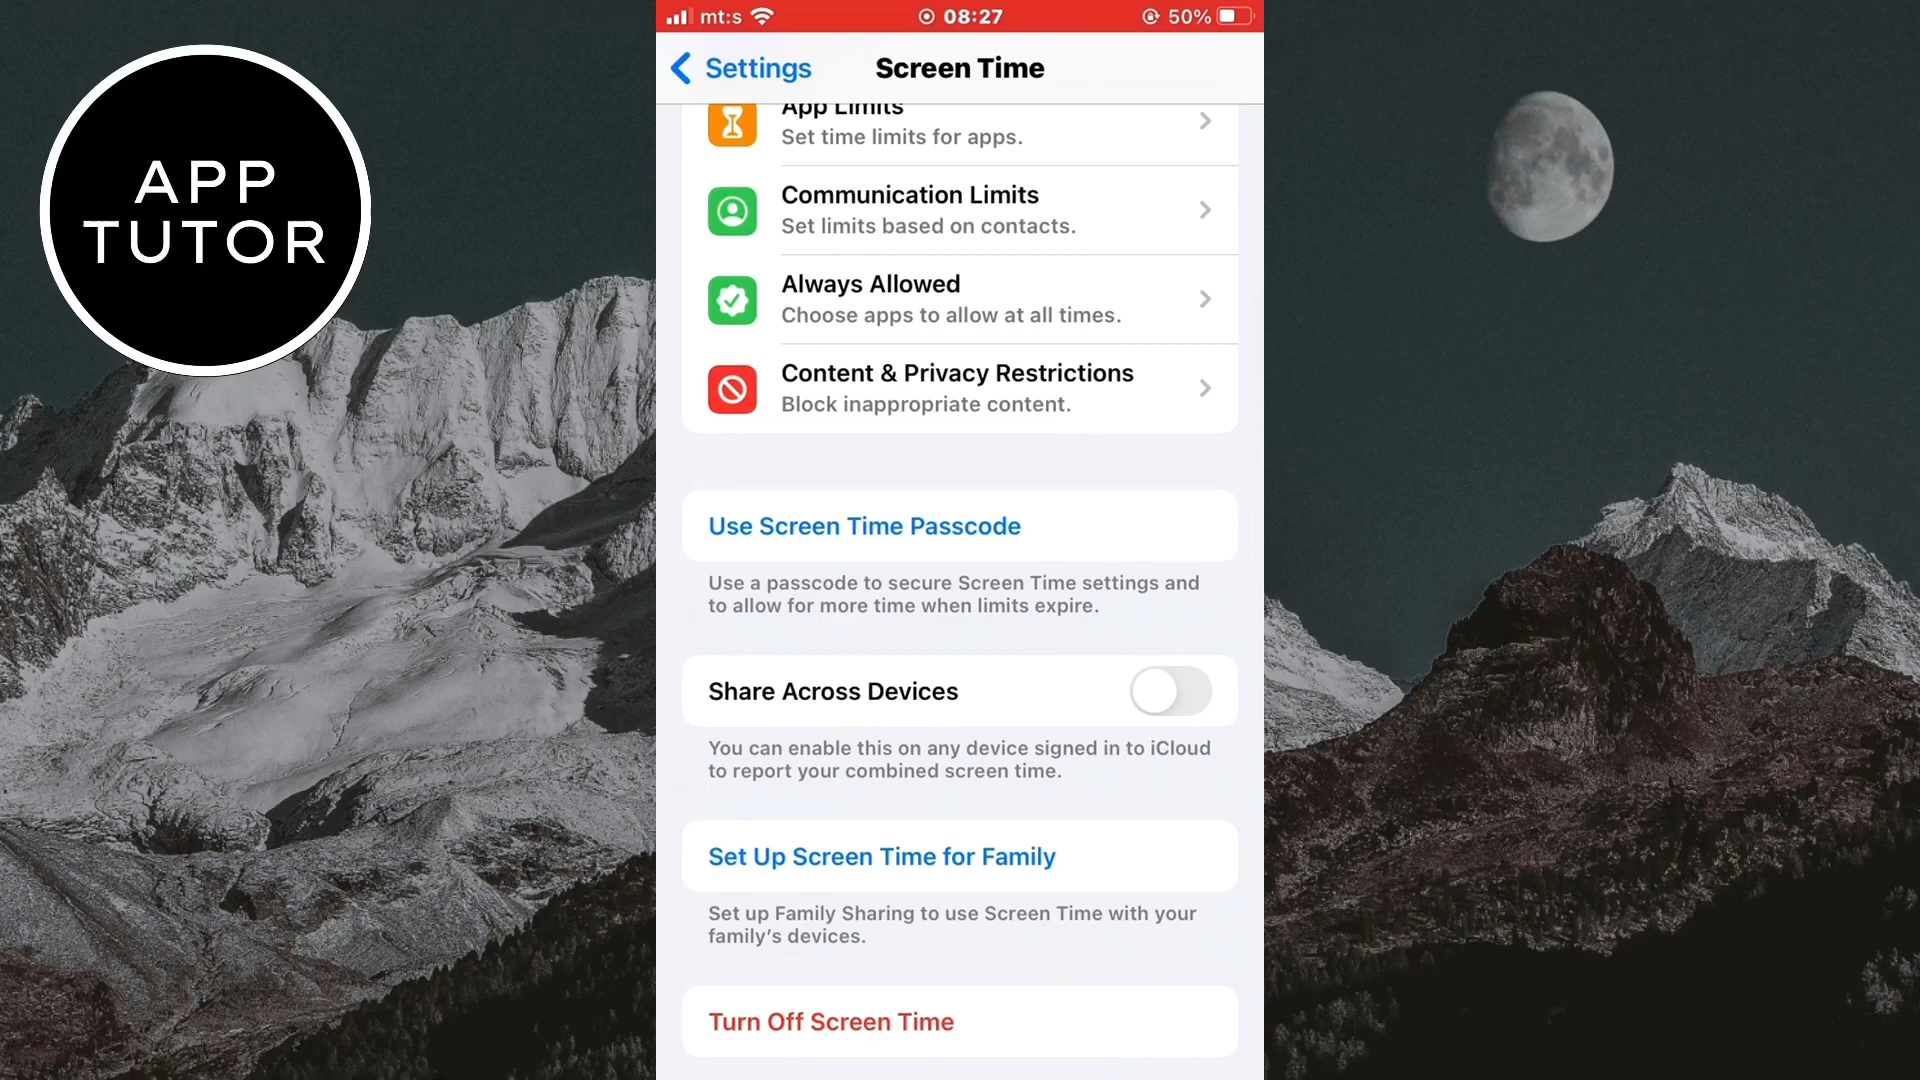 APP
TUTOR
mt:s
08:27
50%
Settings
Screen Time
App Limits
Set time limits for apps.
Communication Limits
Set limits based on contacts.
Always Allowed
Choose apps to allow at all times.
Content & Privacy Restrictions
Block inappropriate content.
Use Screen Time Passcode
Use a passcode to secure Screen Time settings and
to allow for more time when limits expire.
Share Across Devices
You can enable this on any device signed in to iCloud
to report your combined screen time.
Set Up Screen Time for Family
Set up Family Sharing to use Screen Time with your
family’s devices.
Turn Off Screen Time